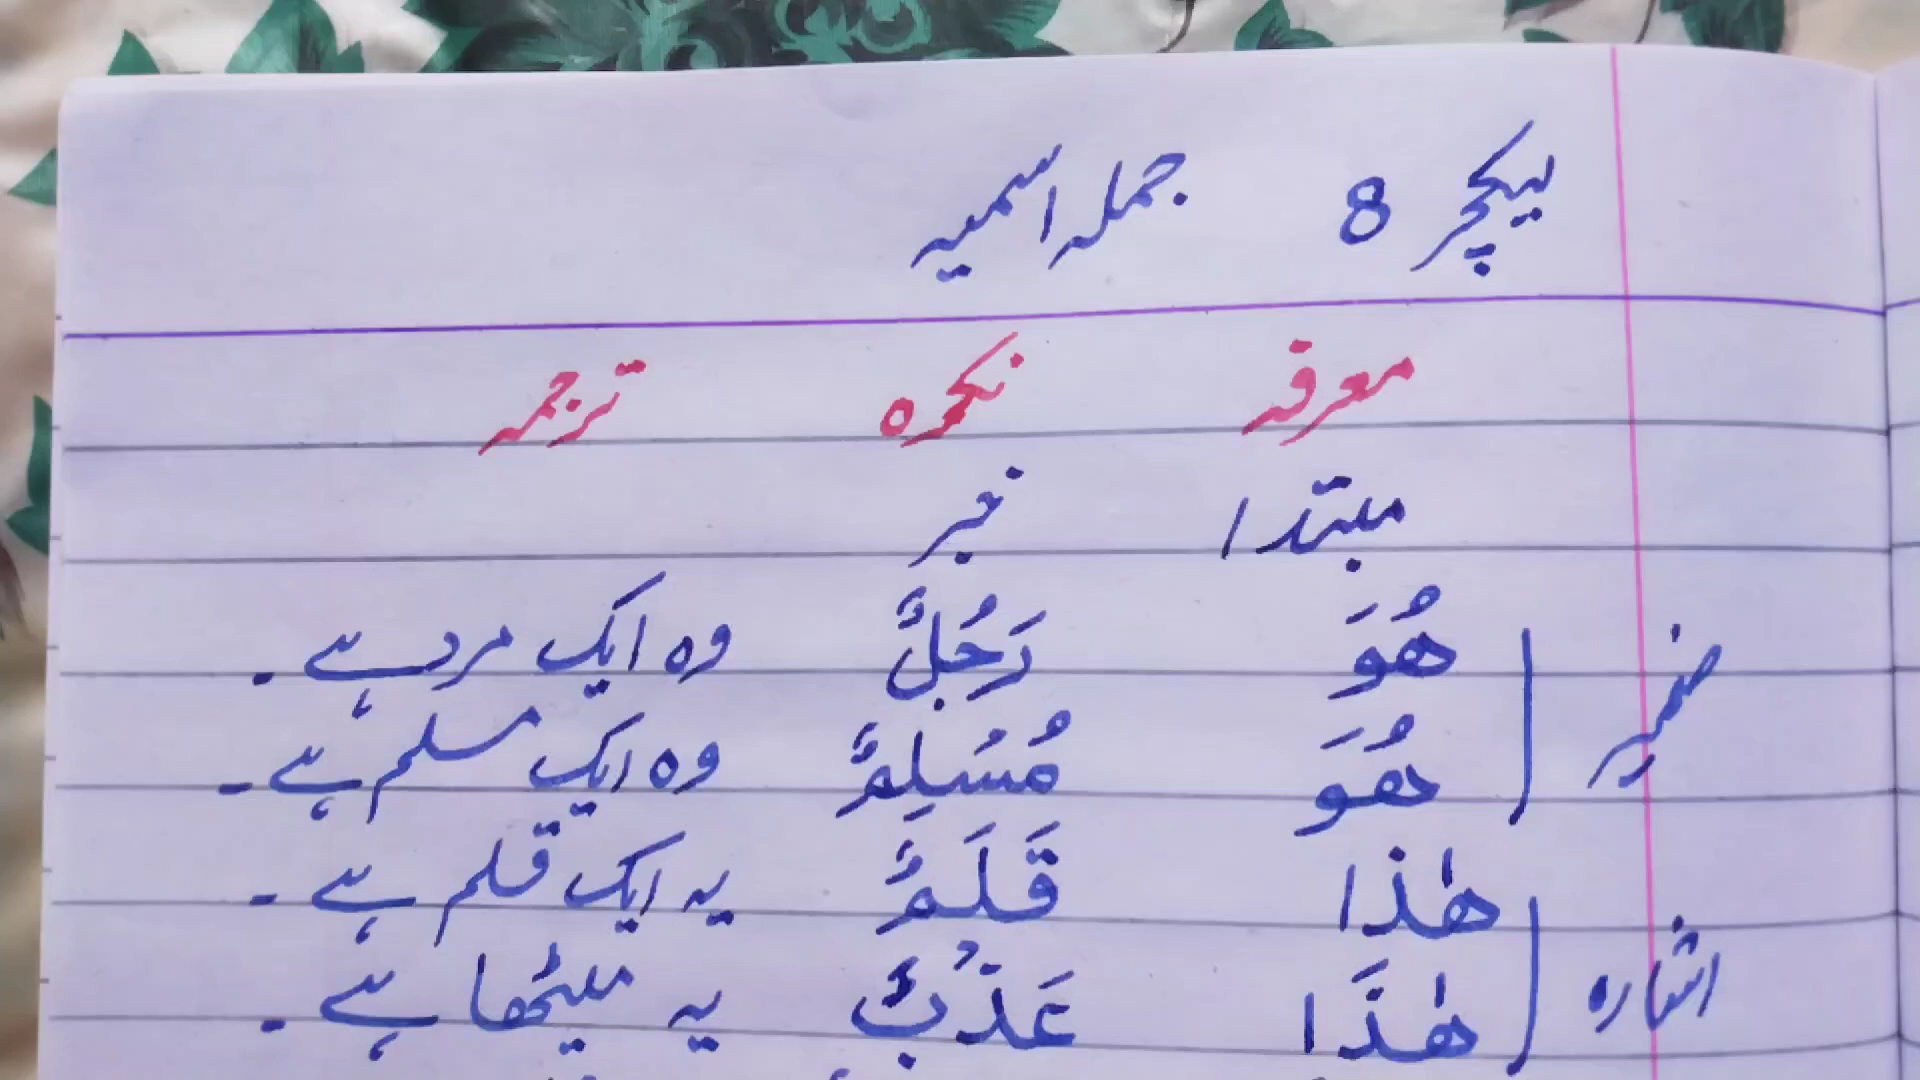 لیکچر 8 جملہ اسمیہ
معرفہ نکرہ ترجمہ
مبتدا خبر
ضمیر هُوَ رَجُلٌ وہ ایک مرد ہے۔
هُوَ مُسْلِمٌ وہ ایک مسلم ہے۔
اشارہ هٰذا قَلَمٌ یہ ایک قلم ہے۔
هٰذَا عَذْبٌ یہ میٹھا ہے۔